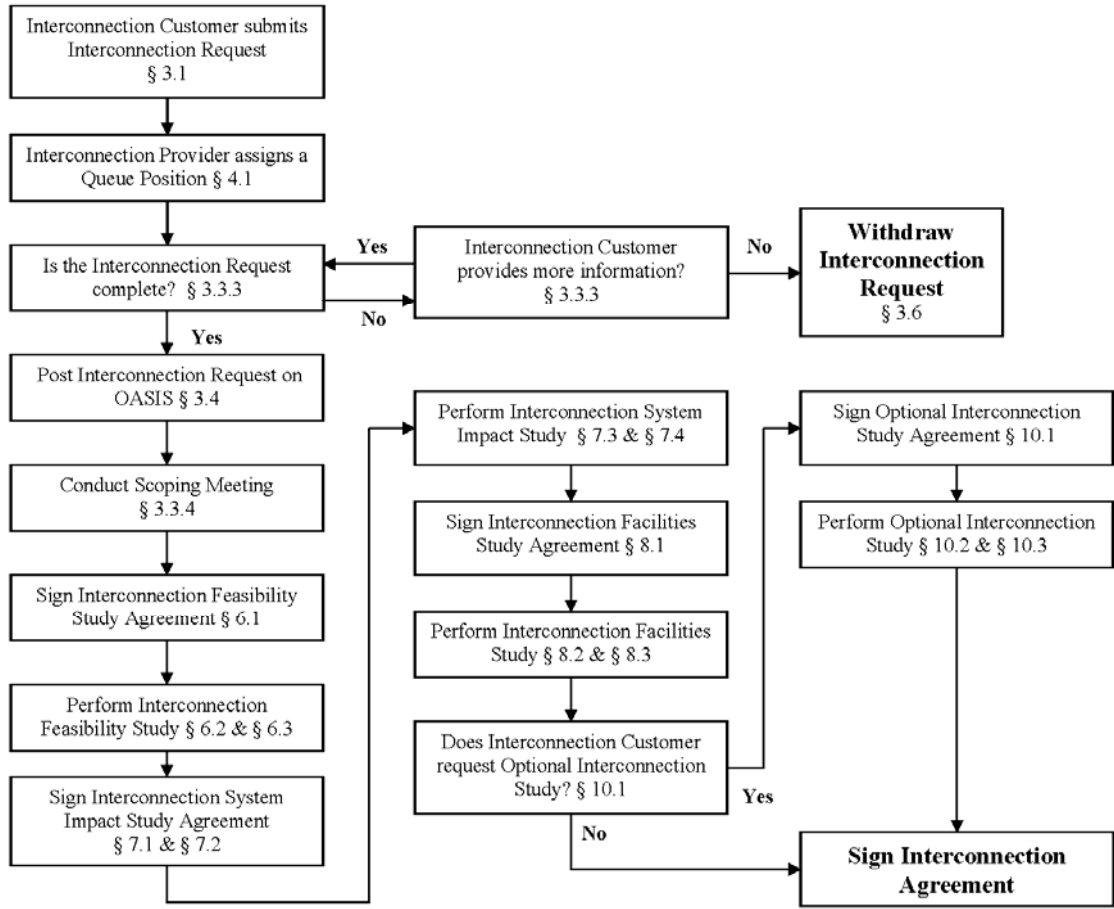 Interconnection Customer submits
Interconnection Request
§ 3.1
Interconnection Provider assigns a
Queue Position § 4.1
Is the Interconnection Request
complete? § 3.3.3
Yes
No
Interconnection Customer
provides more information?
§ 3.3.3
No
Withdraw
Interconnection
Request
§ 3.6
Yes
Post Interconnection Request on
OASIS § 3.4
Conduct Scoping Meeting
§ 3.3.4
Sign Interconnection Feasibility
Study Agreement § 6.1
Perform Interconnection
Feasibility Study § 6.2 & § 6.3
Sign Interconnection System
Impact Study Agreement
§ 7.1 & § 7.2
Perform Interconnection System
Impact Study § 7.3 & § 7.4
Sign Interconnection Facilities
Study Agreement § 8.1
Perform Interconnection Facilities
Study § 8.2 & § 8.3
Does Interconnection Customer
request Optional Interconnection
Study? § 10.1
Yes
No
Sign Optional Interconnection
Study Agreement § 10.1
Perform Optional Interconnection
Study § 10.2 & § 10.3
Sign Interconnection
Agreement